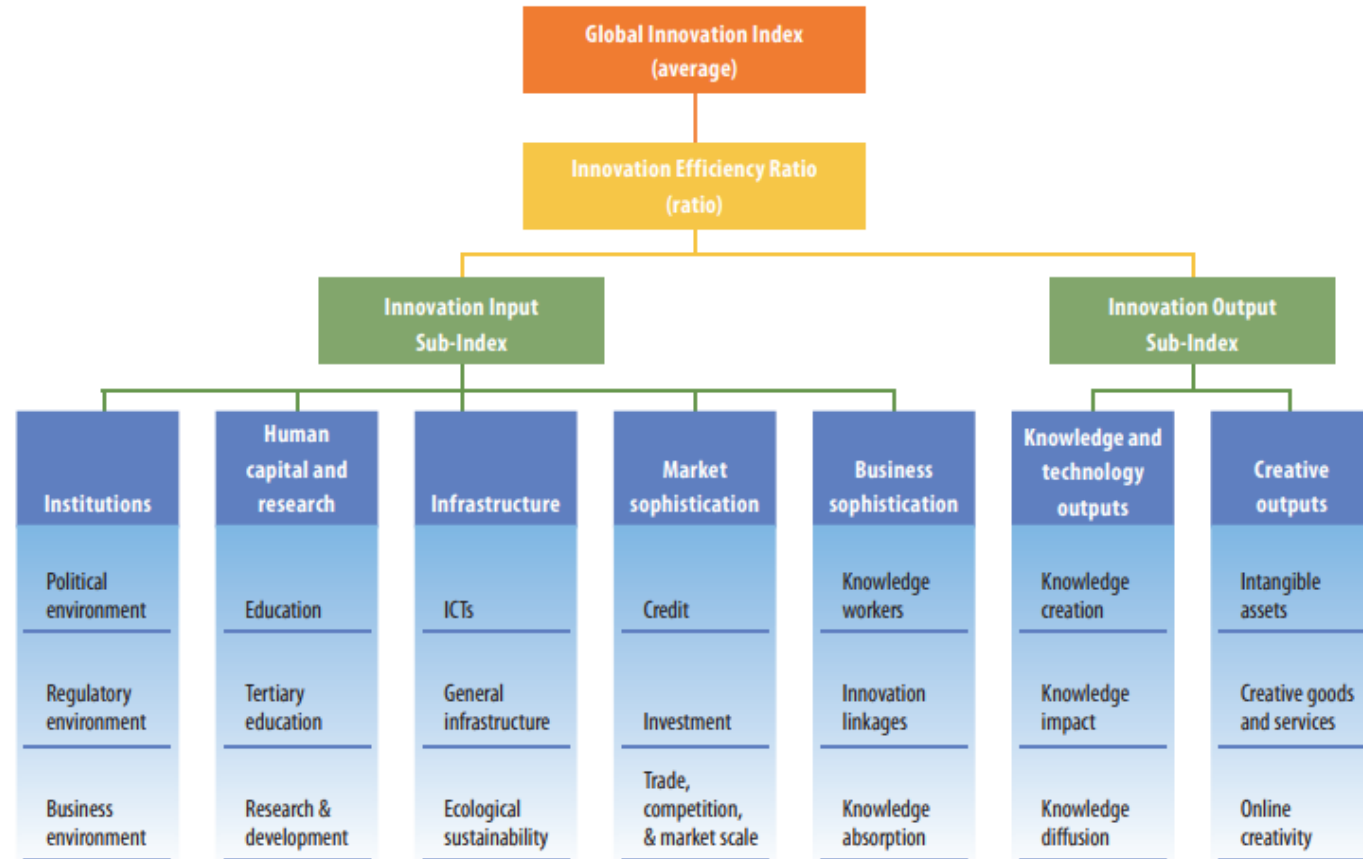 Global Innovation Index
(average)
Innovation Efficiency Ratio
(ratio)
Innovation Input
Sub-Index
Innovation Output
Sub-Index
Institutions
Human
capital and
research
Infrastructure
Market
sophistication
Business
sophistication
Knowledge and
technology
outputs
Creative
outputs
Political
environment
Education
ICTs
Credit
Knowledge
workers
Knowledge
creation
Intangible
assets
Regulatory
environment
Tertiary
education
General
infrastructure
Investment
Innovation
linkages
Knowledge
impact
Creative goods
and services
Business
environment
Research &
development
Ecological
sustainability
Trade,
competition,
& market scale
Knowledge
absorption
Knowledge
diffusion
Online
creativity